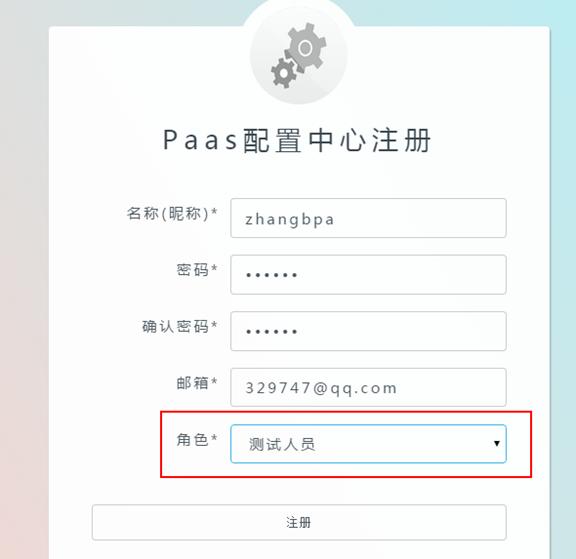 Paas配置中心注册
名称(昵称)* zhangbpa
密码* ••••••
确认密码* ••••••
邮箱* 329747@qq.com
角色* 测试人员
注册